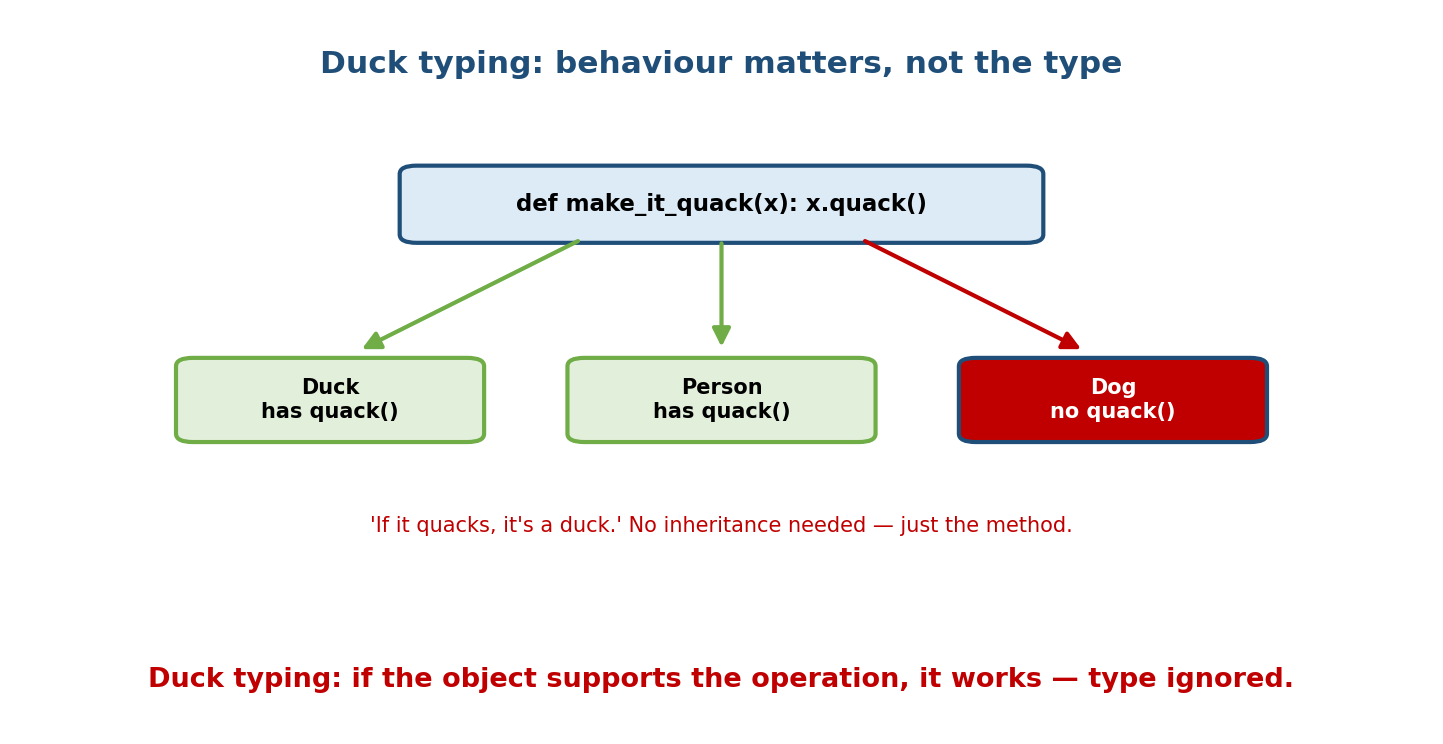 Duck typing: behaviour matters, not the type
def make_it_quack(x): x.quack()
Duck
has quack()
Person
has quack()
Dog
no quack()
'If it quacks, it's a duck.' No inheritance needed — just the method.
Duck typing: if the object supports the operation, it works — type ignored.